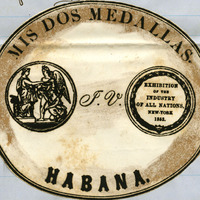 MIS DOS MEDALLAS.
J. V.
EXHIBITION
OF THE
INDUSTRY
OF ALL NATIONS,
NEW-YORK
1853.
HABANA.